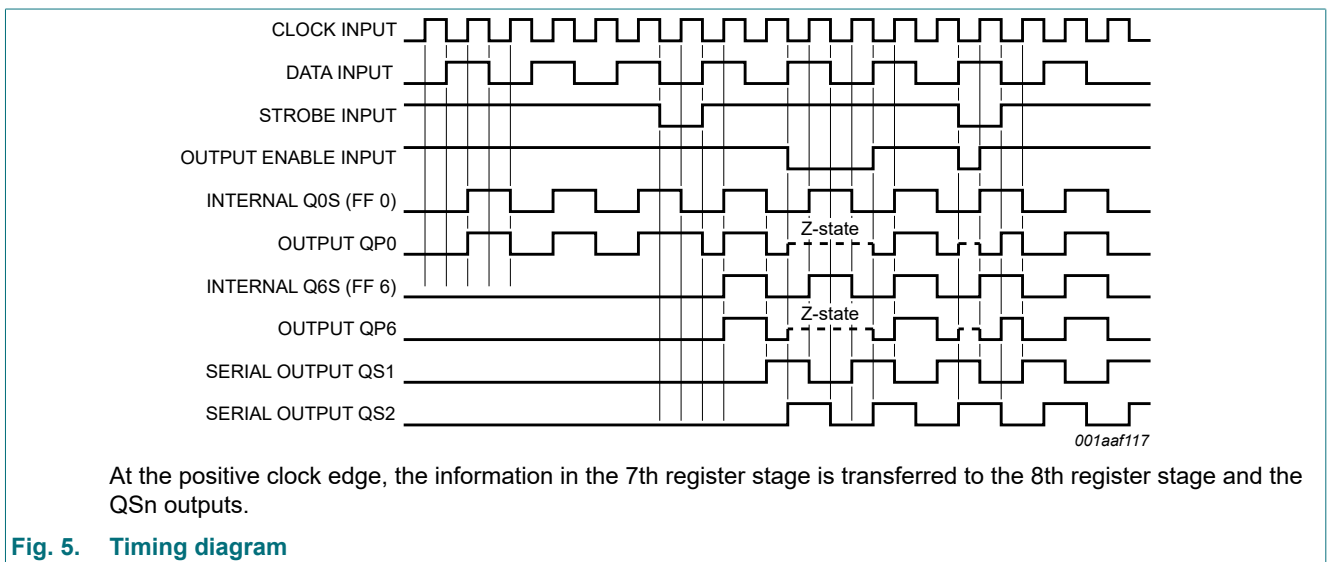 CLOCK INPUT
DATA INPUT
STROBE INPUT
OUTPUT ENABLE INPUT
INTERNAL Q0S (FF 0)
Z-state
OUTPUT QP0
INTERNAL Q6S (FF 6)
Z-state
OUTPUT QP6
SERIAL OUTPUT QS1
SERIAL OUTPUT QS2
001aaf117
At the positive clock edge, the information in the 7th register stage is transferred to the 8th register stage and the
QSn outputs.
Fig. 5. Timing diagram